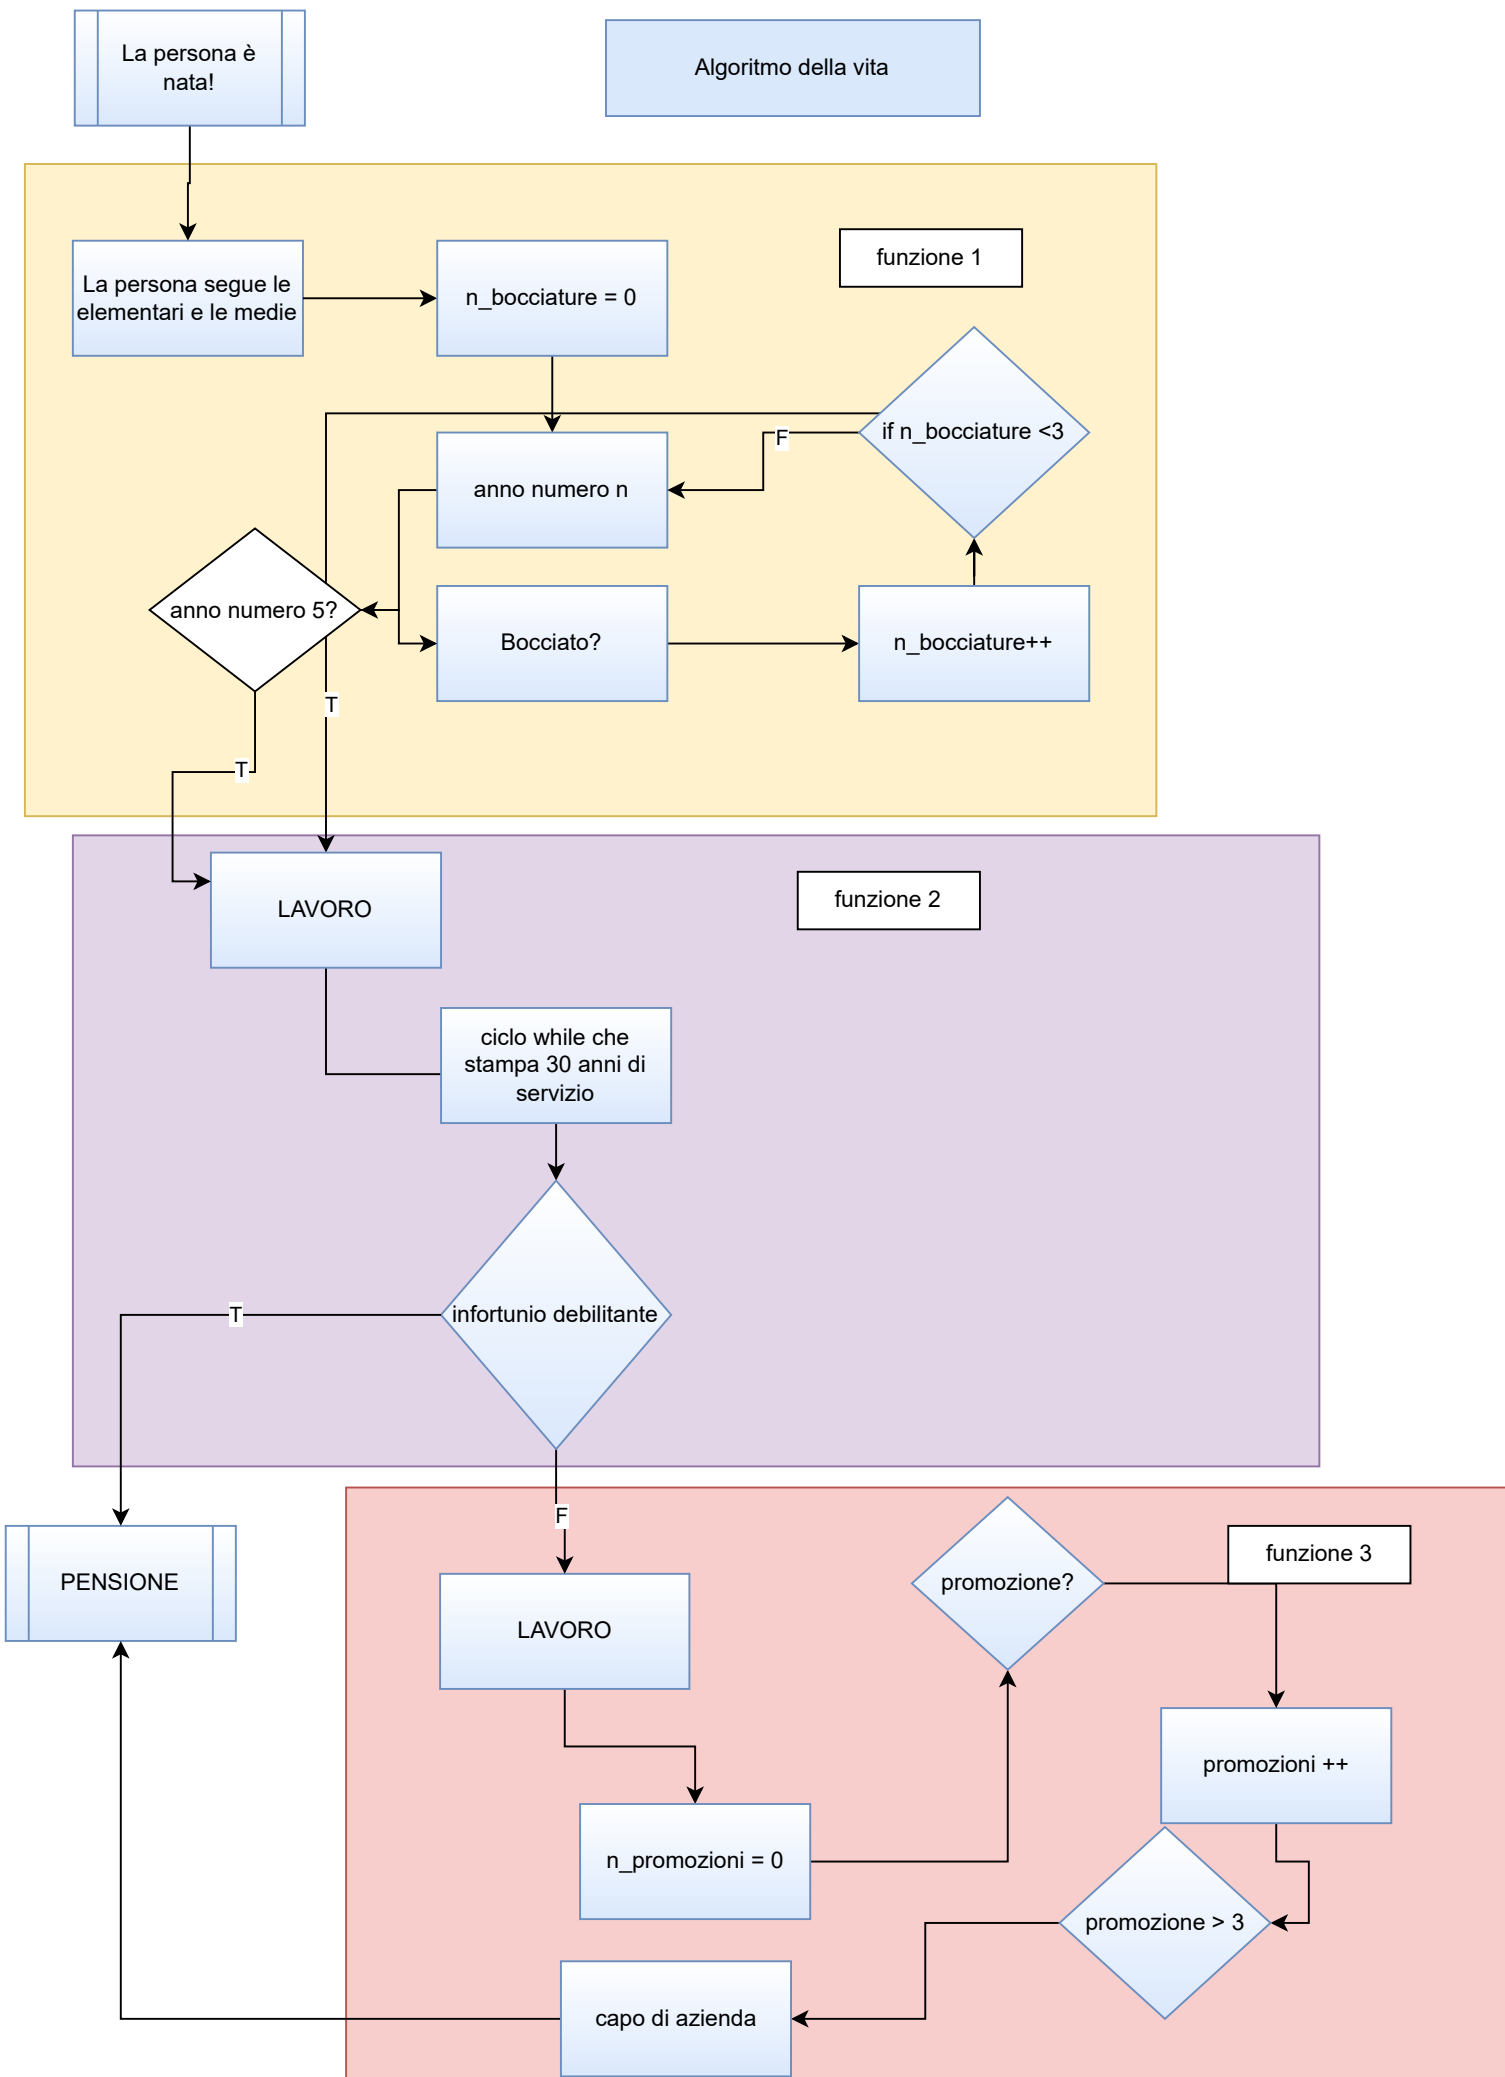 La persona è
nata!
Algoritmo della vita
funzione 1
La persona segue le
elementari e le medie
n_bocciature = 0
if n_bocciature <3
F
anno numero n
anno numero 5?
Bocciato?
n_bocciature++
T
T
LAVORO
funzione 2
ciclo while che
stampa 30 anni di
servizio
infortunio debilitante
T
F
PENSIONE
LAVORO
promozione?
funzione 3
promozioni ++
n_promozioni = 0
promozione > 3
capo di azienda